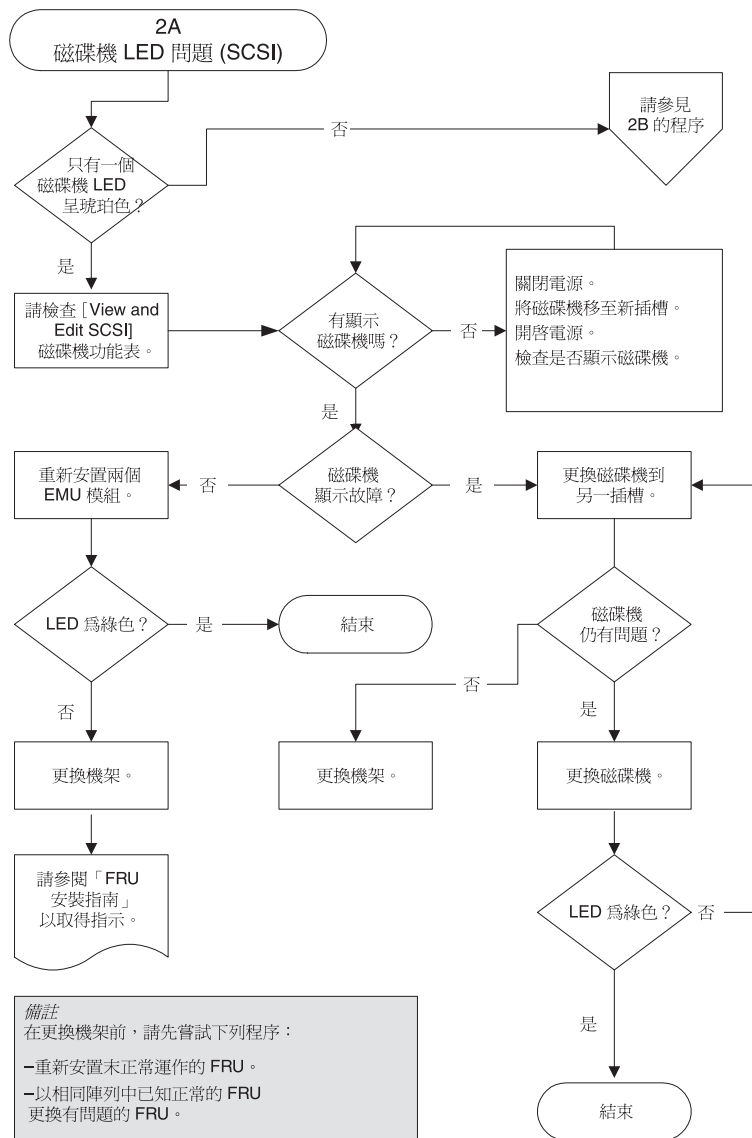 2A
磁碟機 LED 問題 (SCSI)
請參見
2B 的程序
否
只有一個
磁碟機 LED
呈琥珀色？
是
請檢查 [View and
Edit SCSI]
磁碟機功能表。
有顯示
磁碟機嗎？
否
關閉電源。
將磁碟機移至新插槽。
開啓電源。
檢查是否顯示磁碟機。
是
重新安置兩個
EMU 模組。
否
磁碟機
顯示故障？
是
更換磁碟機到
另一插槽。
LED 爲綠色？
是
結束
磁碟機
仍有問題？
否
否
是
更換機架。
更換機架。
更換磁碟機。
請參閱「FRU
安裝指南」
以取得指示。
LED 爲綠色？
否
是
結束
備註
在更換機架前，請先嘗試下列程序：
–重新安置未正常運作的 FRU。
–以相同陣列中已知正常的 FRU
更換有問題的 FRU。